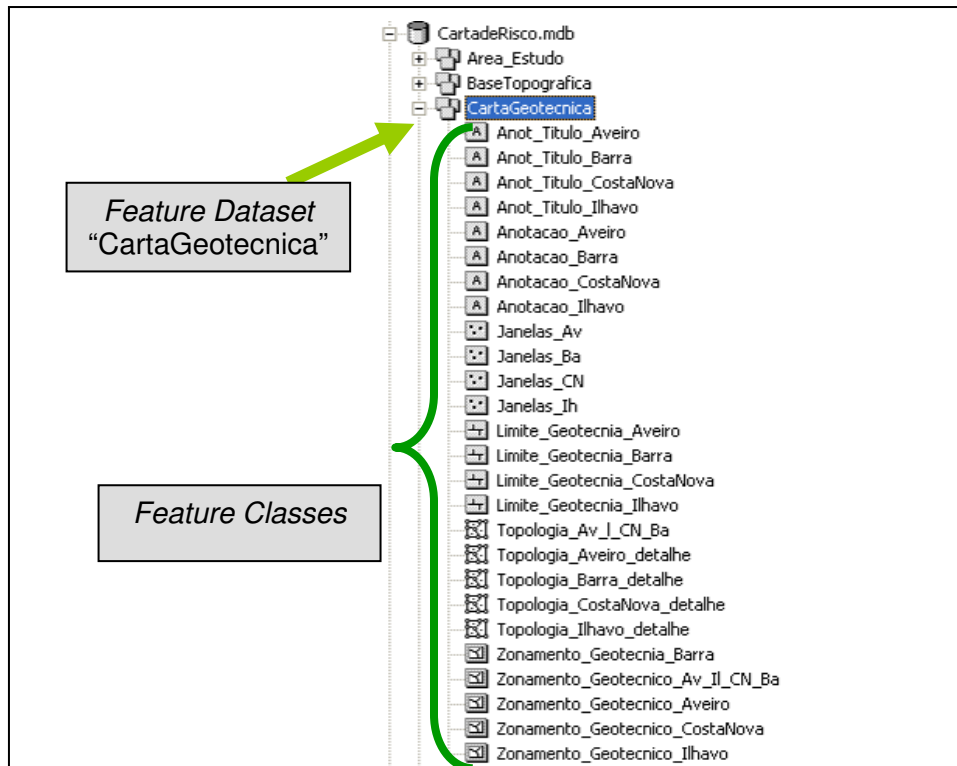 CartadeRisco.mdb
Area_Estudo
BaseTopografica
CartaGeotecnica
Anot_Titulo_Aveiro
Anot_Titulo_Barra
Anot_Titulo_CostaNova
Anot_Titulo_Ilhavo
Anotacao_Aveiro
Anotacao_Barra
Anotacao_CostaNova
Anotacao_Ilhavo
Janelas_Av
Janelas_Ba
Janelas_CN
Janelas_Ih
Limite_Geotecnia_Aveiro
Limite_Geotecnia_Barra
Limite_Geotecnia_CostaNova
Limite_Geotecnia_Ilhavo
Topologia_Av_l_CN_Ba
Topologia_Aveiro_detalhe
Topologia_Barra_detalhe
Topologia_CostaNova_detalhe
Topologia_Ilhavo_detalhe
Zonamento_Geotecnia_Barra
Zonamento_Geotecnico_Av_Il_CN_Ba
Zonamento_Geotecnico_Aveiro
Zonamento_Geotecnico_CostaNova
Zonamento_Geotecnico_Ilhavo
Feature Dataset
“CartaGeotecnica”
Feature Classes